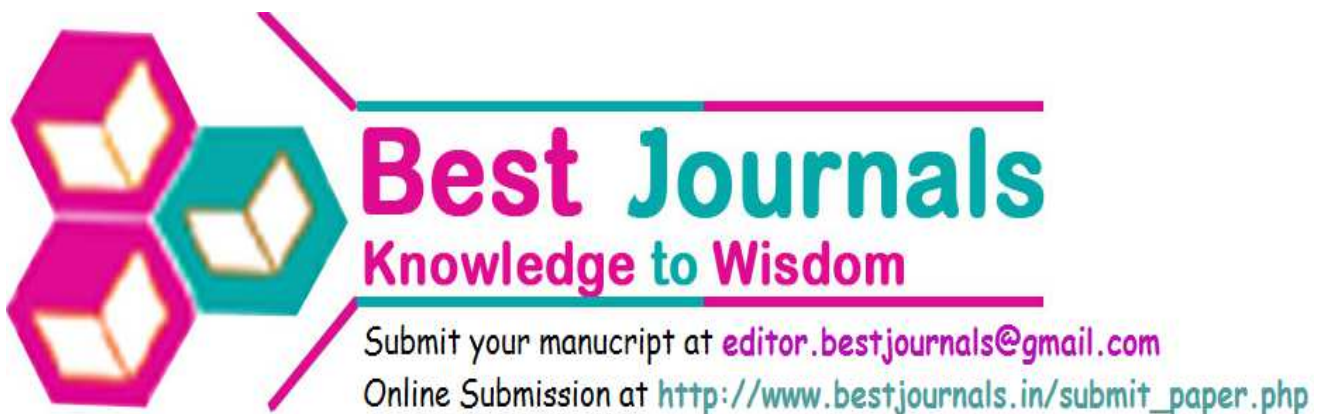 Best Journals
Knowledge to Wisdom
Submit your manucript at editor.bestjournals@gmail.com
Online Submission at http://www.bestjournals.in/submit_paper.php